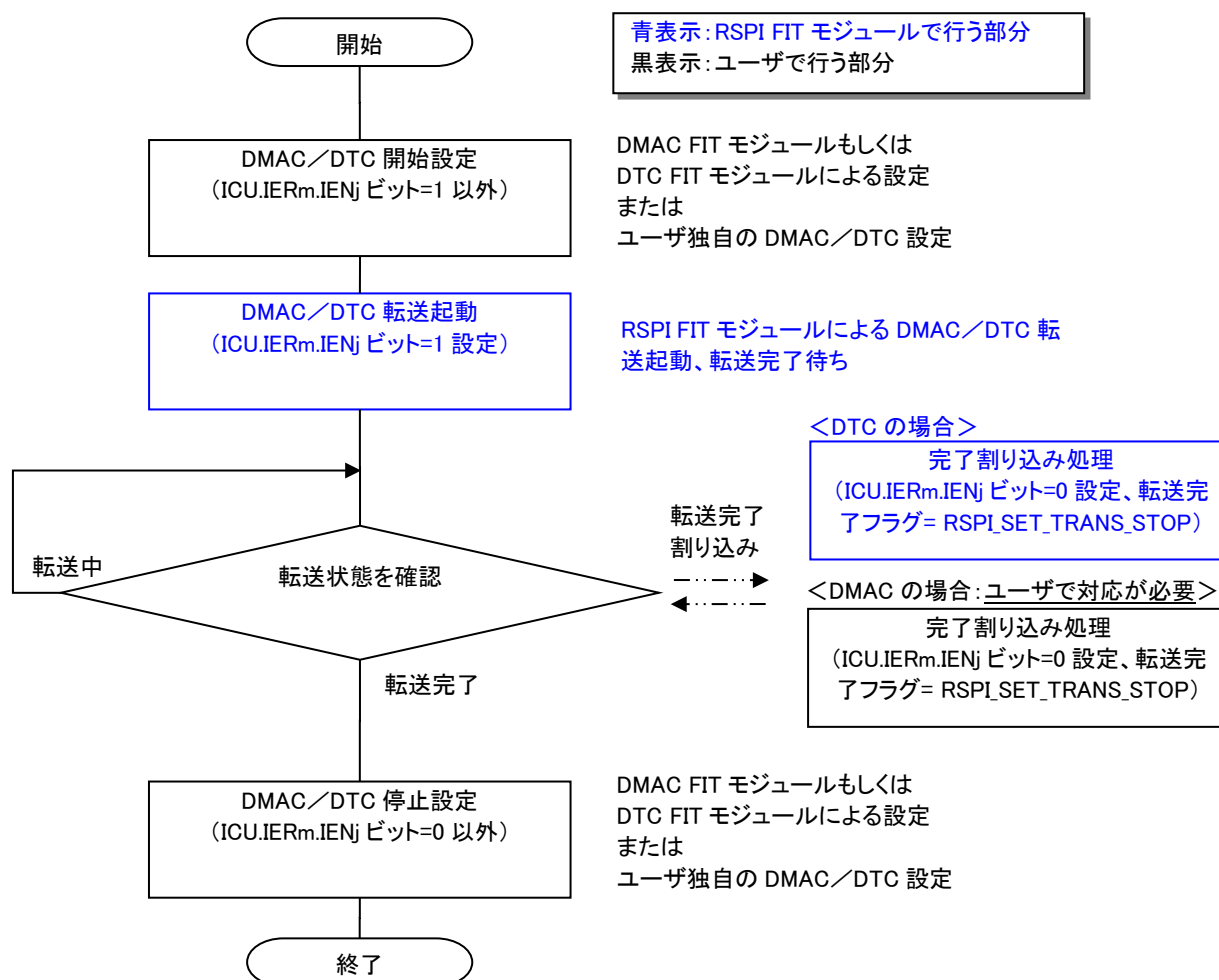 開始
青表示：RSPI FIT モジュールで行う部分
黒表示：ユーザで行う部分
DMAC／DTC 開始設定
（ICU.IERm.IENj ビット=1 以外）
DMAC FIT モジュールもしくは
DTC FIT モジュールによる設定
または
ユーザ独自の DMAC／DTC 設定
DMAC／DTC 転送起動
（ICU.IERm.IENj ビット=1 設定）
RSPI FIT モジュールによる DMAC／DTC 転
送起動、転送完了待ち
転送中
転送状態を確認
転送完了
割り込み
＜DTC の場合＞
完了割り込み処理
（ICU.IERm.IENj ビット=0 設定、転送完
了フラグ= RSPI_SET_TRANS_STOP）
＜DMAC の場合：ユーザで対応が必要＞
完了割り込み処理
（ICU.IERm.IENj ビット=0 設定、転送完
了フラグ= RSPI_SET_TRANS_STOP）
転送完了
DMAC／DTC 停止設定
（ICU.IERm.IENj ビット=0 以外）
DMAC FIT モジュールもしくは
DTC FIT モジュールによる設定
または
ユーザ独自の DMAC／DTC 設定
終了